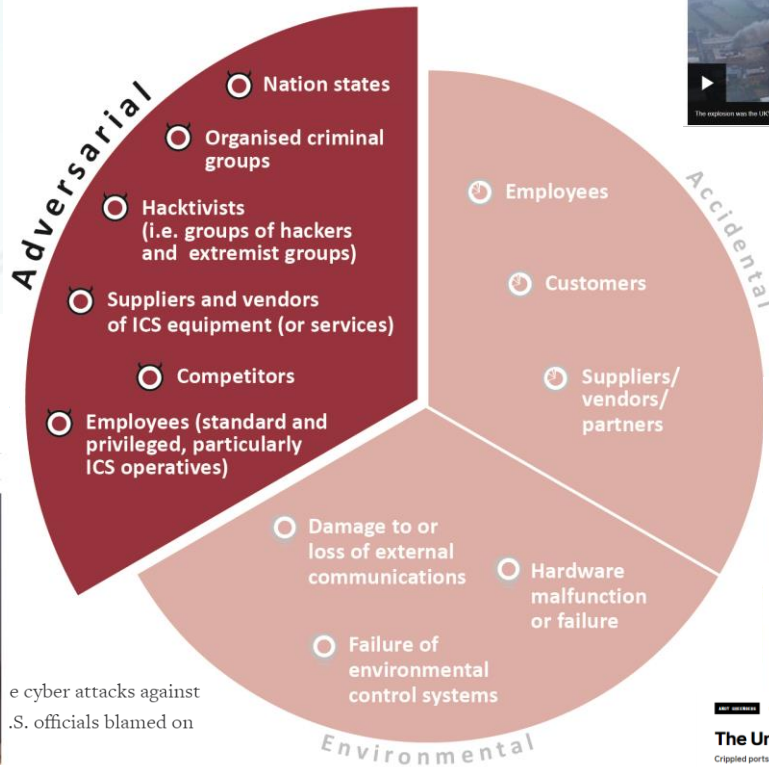 Adversarial
Nation states
Organised criminal
groups
Hacktivists
(i.e. groups of hackers
and extremist groups)
Suppliers and vendors
of ICS equipment (or services)
Competitors
Employees (standard and
privileged, particularly
ICS operatives)
Accidental
Employees
Customers
Suppliers/
vendors/
partners
Damage to or
loss of external
communications
Hardware
malfunction
or failure
Failure of
environmental
control systems
Environmental
The explosion was the UK
e cyber attacks against
.S. officials blamed on
The Un
Crippled ports